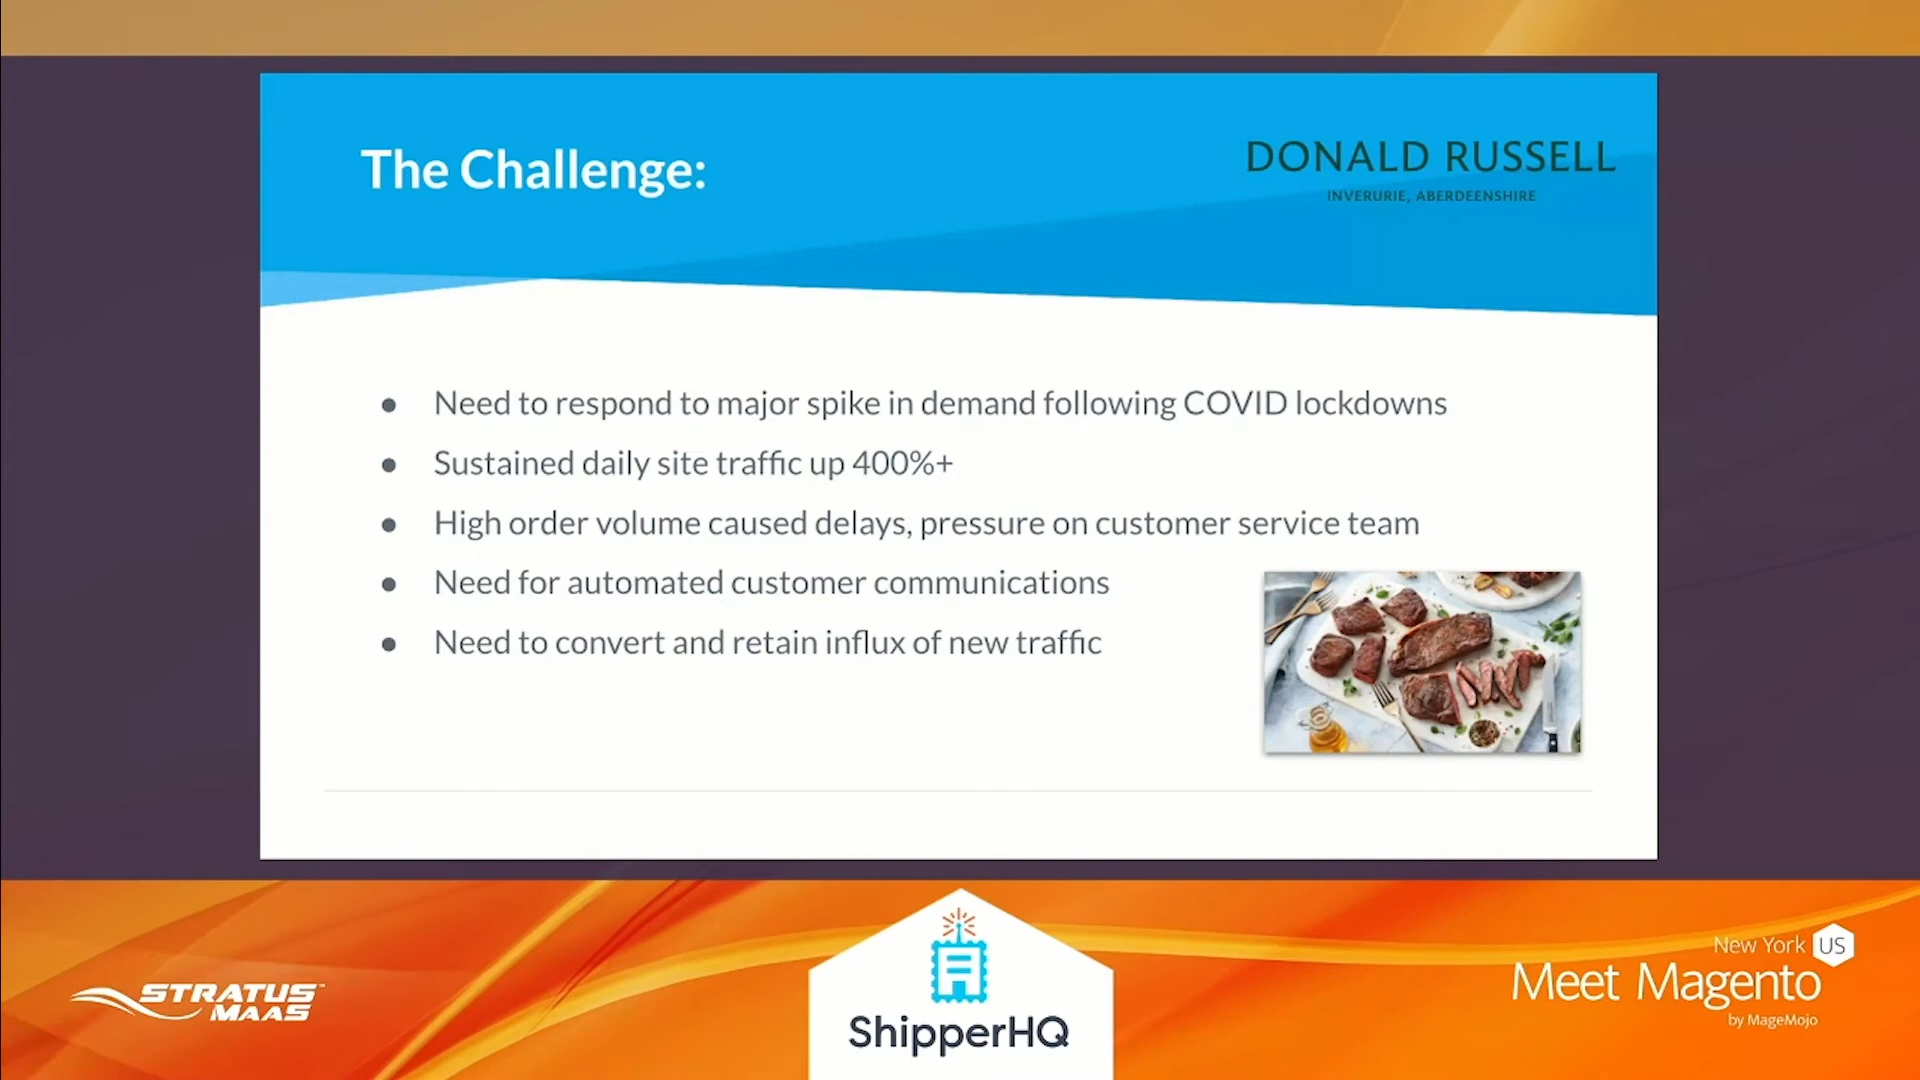 The Challenge:
DONALD RUSSELL
INVERURIE, ABERDEENSHIRE
● Need to respond to major spike in demand following COVID lockdowns
● Sustained daily site traffic up 400%+
● High order volume caused delays, pressure on customer service team
● Need for automated customer communications
● Need to convert and retain influx of new traffic
STRATUS™
MAAS
ShipperHQ
New York US
Meet Magento
by MageMojo